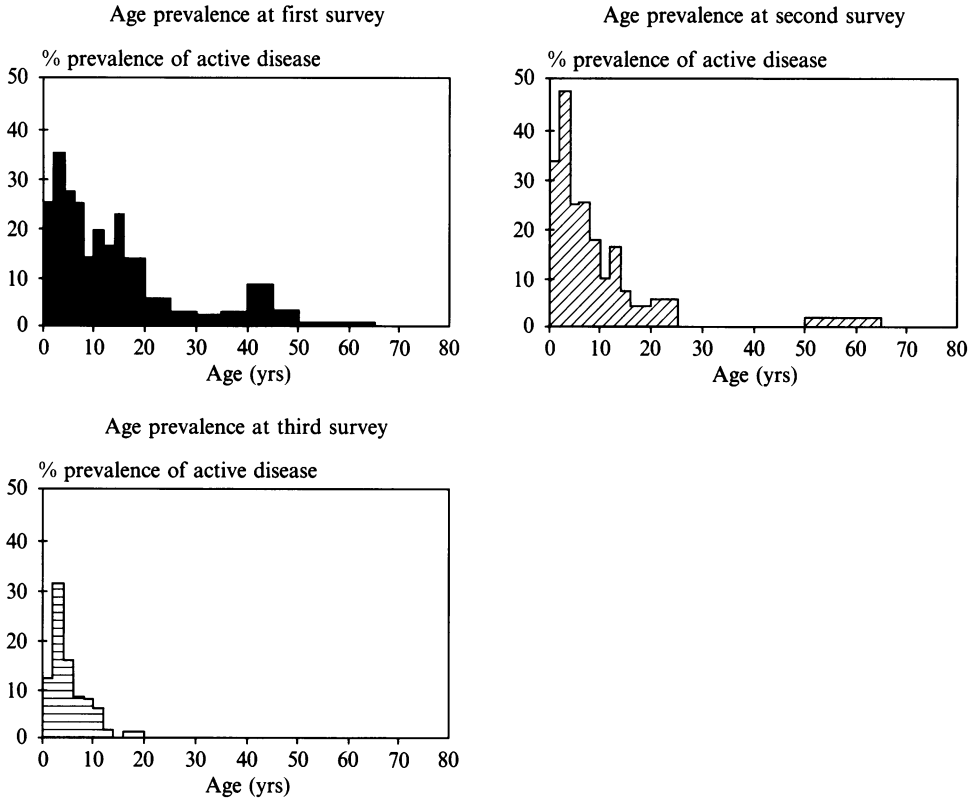 Age prevalence at first survey
% prevalence of active disease
50
40
30
20
10
0
0 10 20 30 40 50 60 70 80
Age (yrs)
Age prevalence at second survey
% prevalence of active disease
50
40
30
20
10
0
0 10 20 30 40 50 60 70 80
Age (yrs)
Age prevalence at third survey
% prevalence of active disease
50
40
30
20
10
0
0 10 20 30 40 50 60 70 80
Age (yrs)